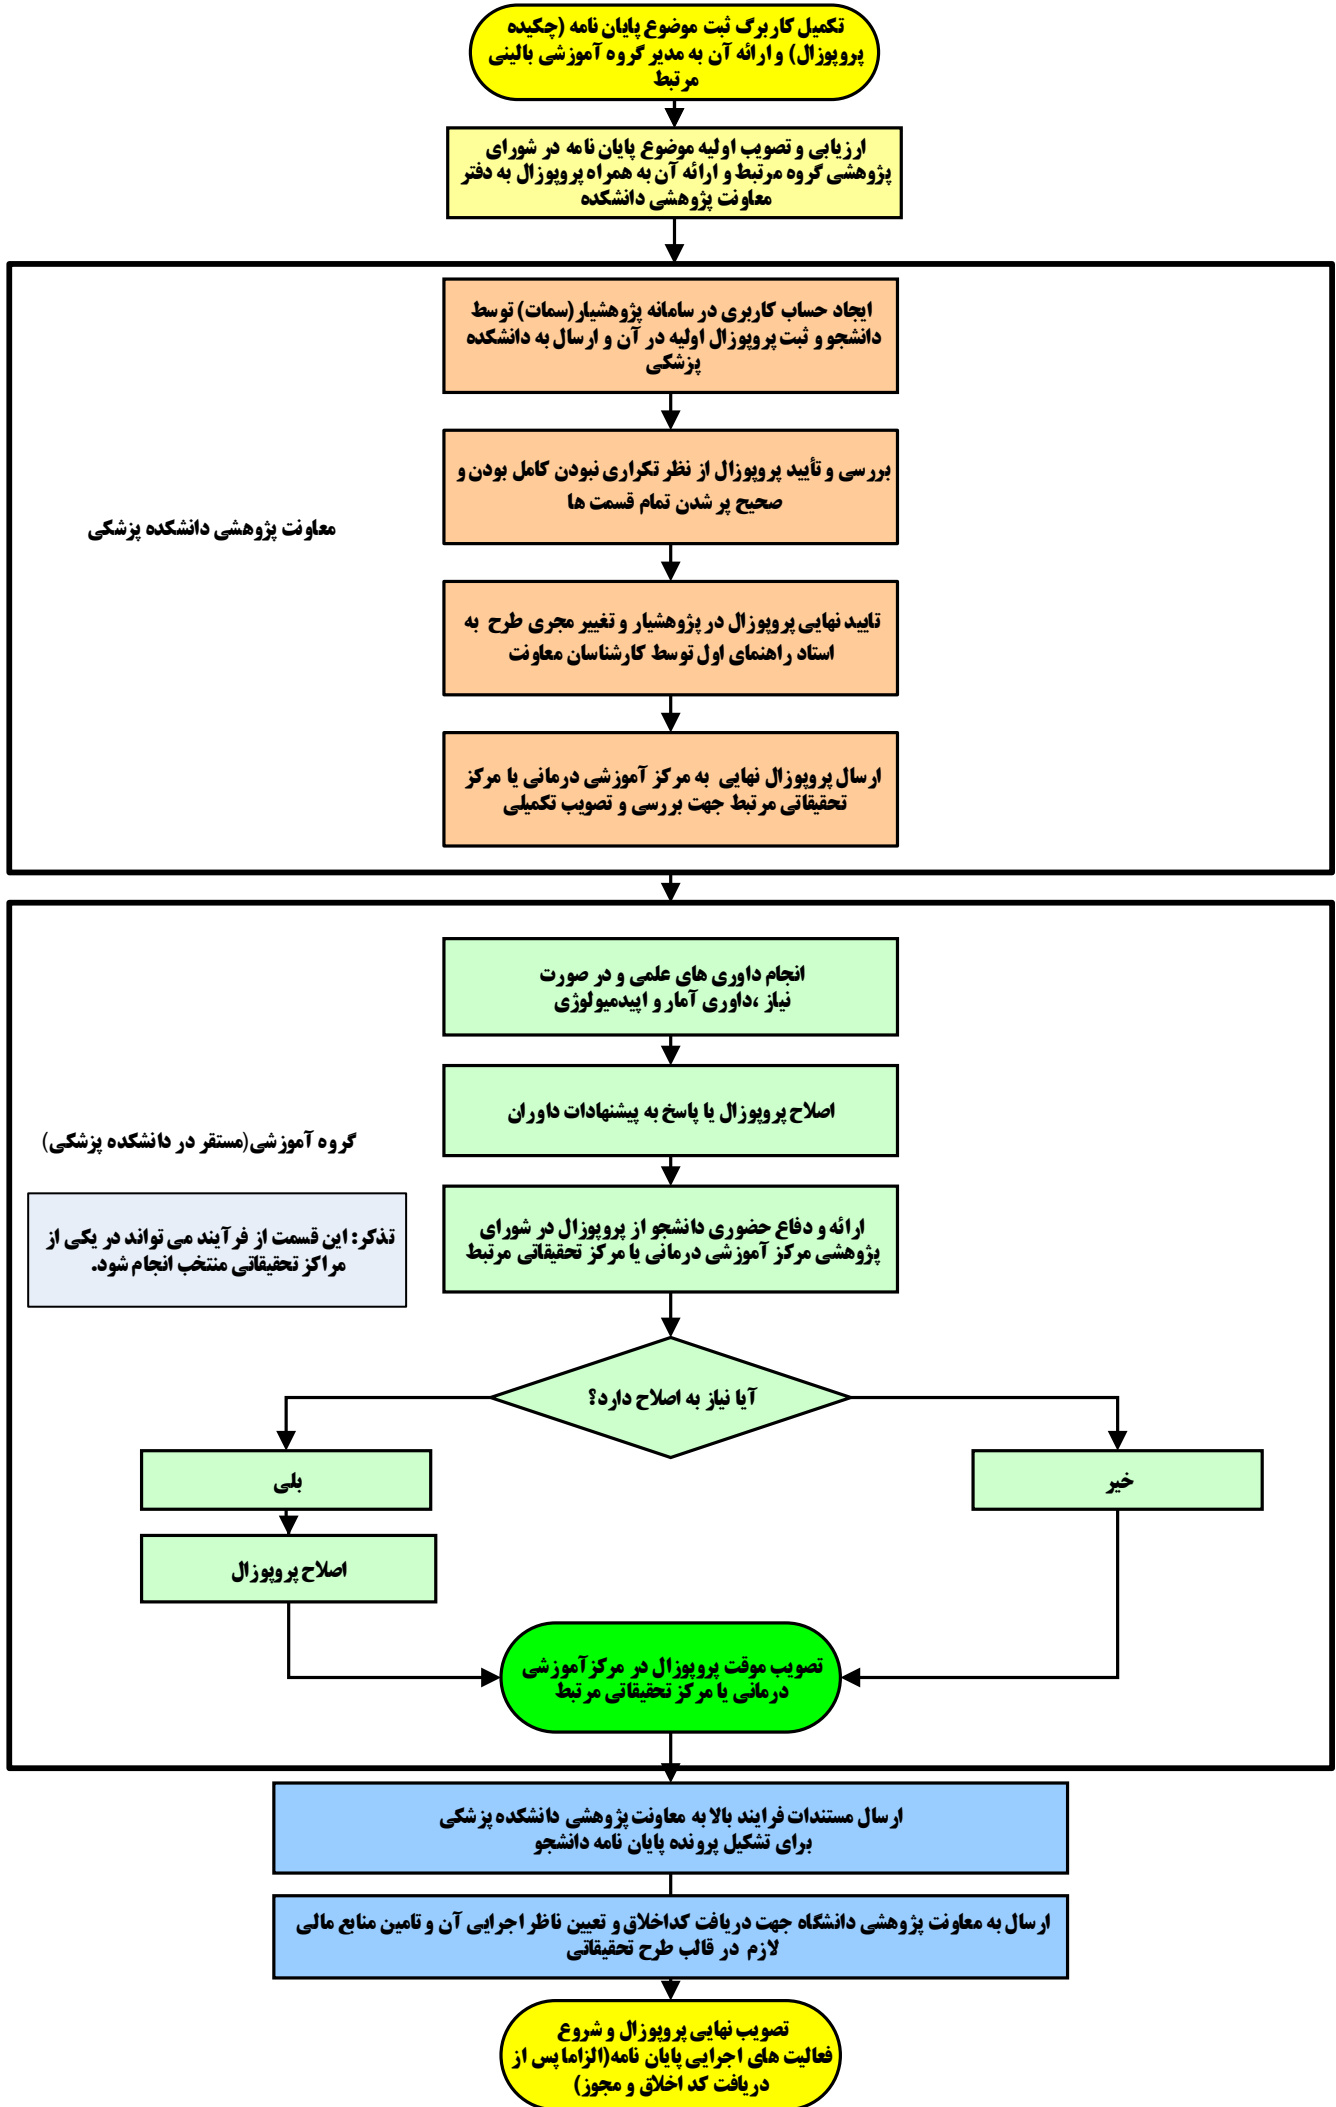 تکمیل کاربرگ ثبت موضوع پایان نامه (چکیده
پروپوزال) و ارائه آن به مدیر گروه آموزشی بالینی
مرتبط
ارزیابی و تصویب اولیه موضوع پایان نامه در شورای
پژوهشی گروه مرتبط و ارائه آن به همراه پروپوزال به دفتر
معاونت پژوهشی دانشکده
ایجاد حساب کاربری در سامانه پژوهشیار(سمات) توسط
دانشجو و ثبت پروپوزال اولیه در آن و ارسال به دانشکده
پزشکی
بررسی و تأیید پروپوزال از نظر تکراری نبودن کامل بودن و
صحیح پر شدن تمام قسمت ها
معاونت پژوهشی دانشکده پزشکی
تایید نهایی پروپوزال در پژوهشیار و تغییر مجری طرح به
استاد راهنمای اول توسط کارشناسان معاونت
ارسال پروپوزال نهایی به مرکز آموزشی درمانی یا مرکز
تحقیقاتی مرتبط جهت بررسی و تصویب تکمیلی
انجام داوری های علمی و در صورت
نیاز ،داوری آمار و اپیدمیولوژی
اصلاح پروپوزال یا پاسخ به پیشنهادات داوران
گروه آموزشی(مستقر در دانشکده پزشکی)
ارائه و دفاع حضوری دانشجو از پروپوزال در شورای
پژوهشی مرکز آموزشی درمانی یا مرکز تحقیقاتی مرتبط
تذکر: این قسمت از فرآیند می تواند در یکی از
مراکز تحقیقاتی منتخب انجام شود.
آیا نیاز به اصلاح دارد؟
خیر
بلی
اصلاح پروپوزال
تصویب موقت پروپوزال در مرکزآموزشی
درمانی یا مرکز تحقیقاتی مرتبط
ارسال مستندات فرایند بالا به معاونت پژوهشی دانشکده پزشکی
برای تشکیل پرونده پایان نامه دانشجو
ارسال به معاونت پژوهشی دانشگاه جهت دریافت کداخلاق و تعیین ناظر اجرایی آن و تامین منابع مالی
لازم در قالب طرح تحقیقاتی
تصویب نهایی پروپوزال و شروع
فعالیت های اجرایی پایان نامه(الزاما پس از
دریافت کد اخلاق و مجوز)